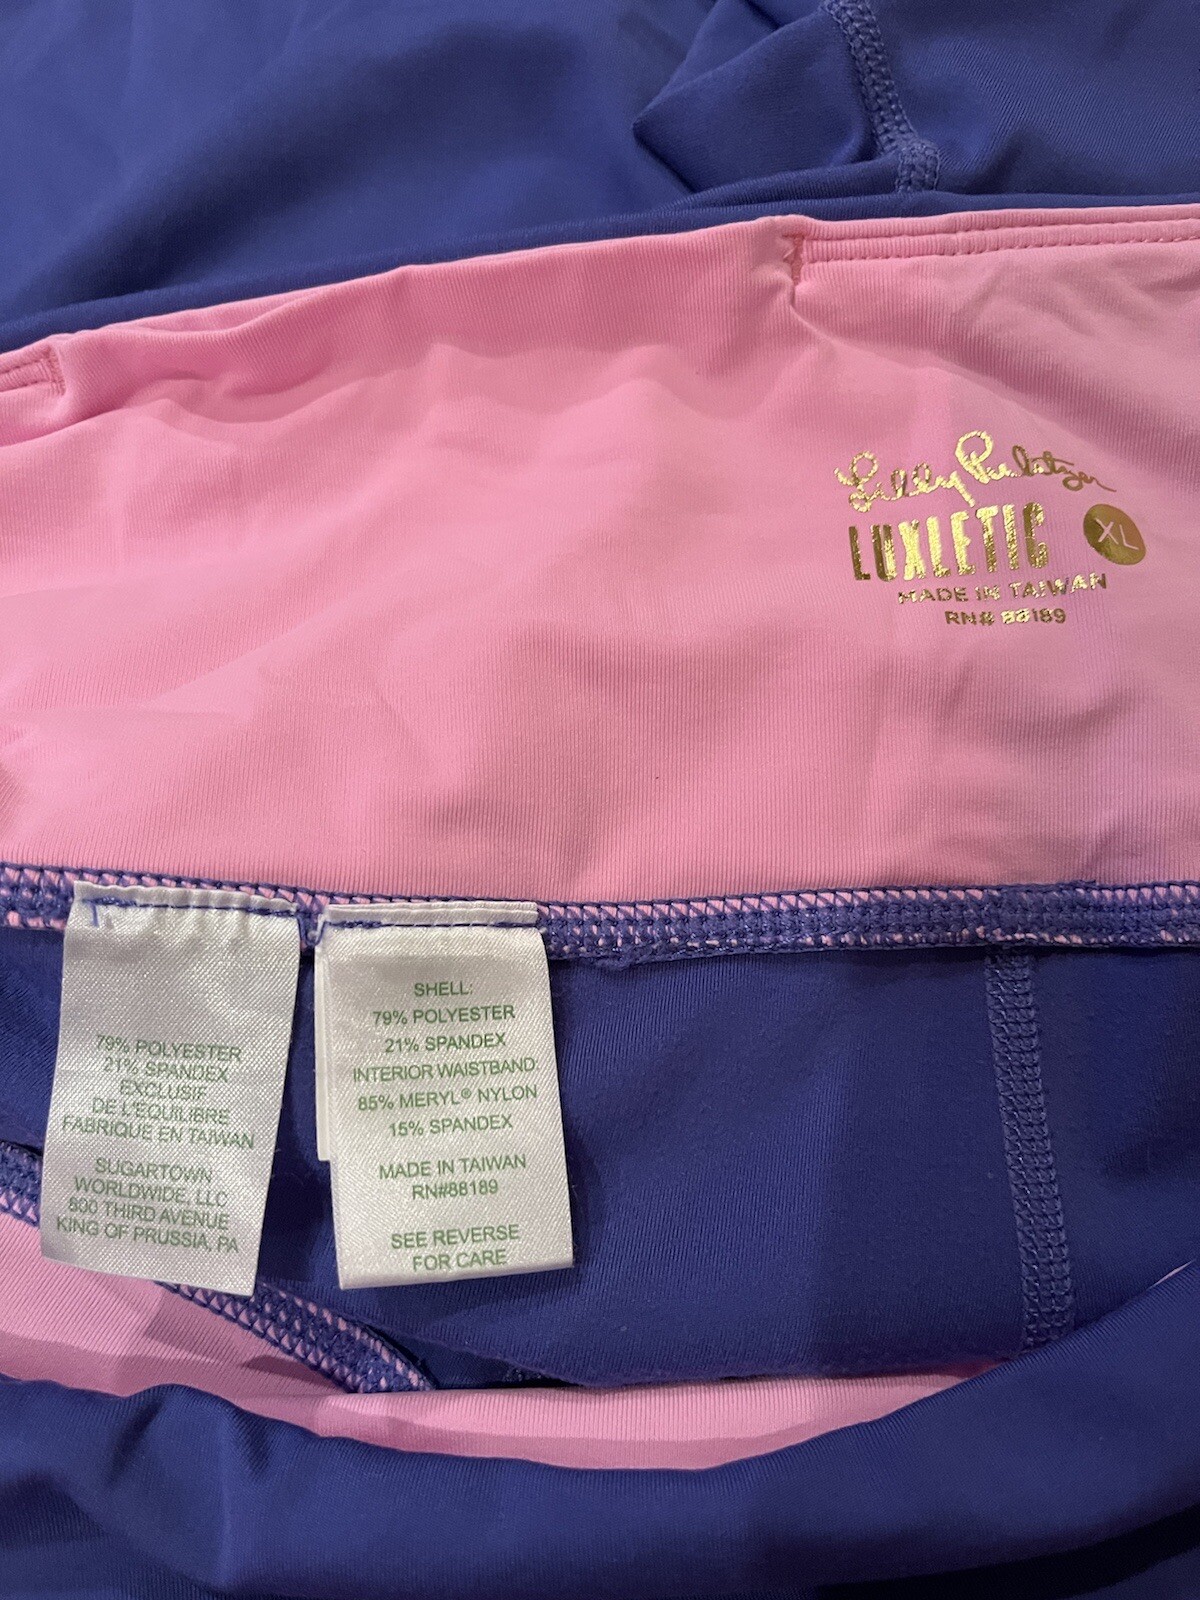 Lilly Pulitzer
LUXLETIC
XL
MADE IN TAIWAN
RN# 88189
79% POLYESTER
21% SPANDEX
EXCLUSIF
DE L'EQUILIBRE
FABRIQUE EN TAIWAN
SUGARTOWN
WORLDWIDE, LLC
800 THIRD AVENUE
KING OF PRUSSIA, PA
SHELL:
79% POLYESTER
21% SPANDEX
INTERIOR WAISTBAND:
85% MERYL® NYLON
15% SPANDEX
MADE IN TAIWAN
RN#88189
SEE REVERSE
FOR CARE